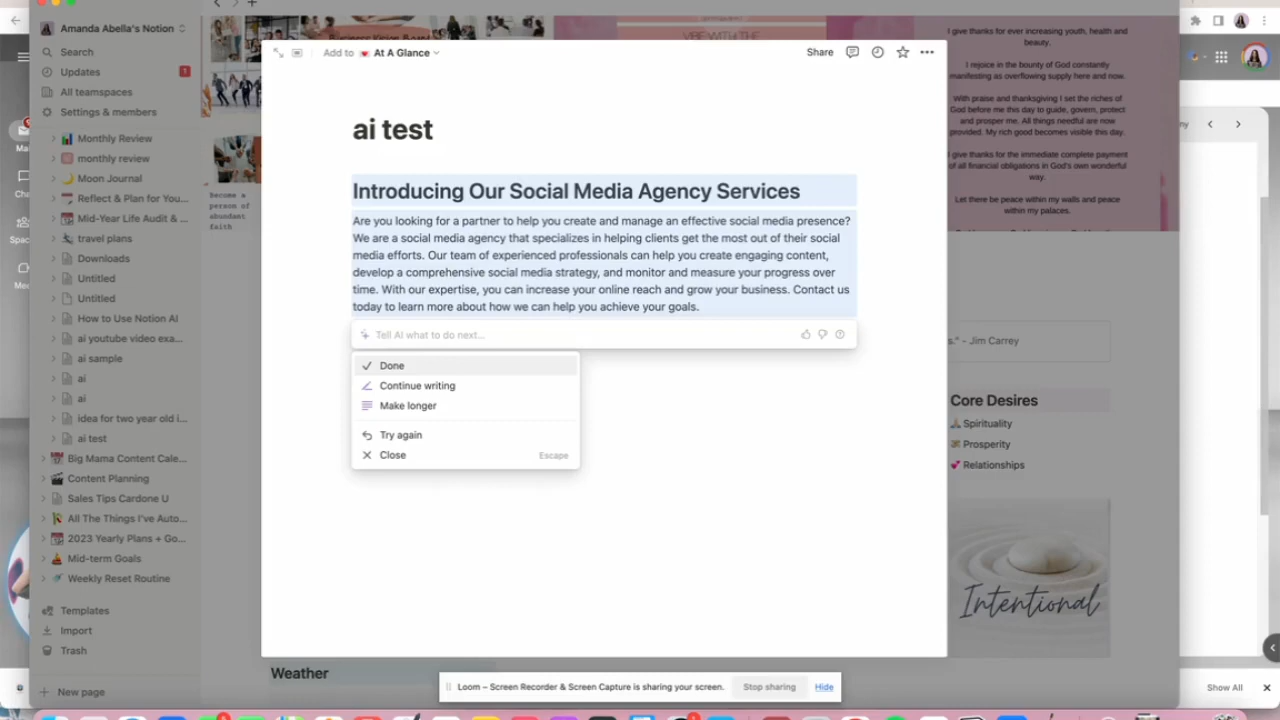 Amanda Abella's Notion
Search
Updates
1
All teamspaces
Settings & members
Monthly Review
monthly review
Moon Journal
Reflect & Plan for You...
Mid-Year Life Audit & ...
travel plans
Downloads
Untitled
Untitled
How to Use Notion AI
ai youtube video exa...
ai sample
ai
ai
idea for two year old i...
ai test
Big Mama Content Cale...
Content Planning
Sales Tips Cardone U
All The Things I've Auto...
2023 Yearly Plans + Go...
Mid-term Goals
Weekly Reset Routine
Templates
Import
Trash
New page
Business Vision Board
VIBE WITH THE
become a
person of
abundant
faith
Add to At A Glance
Share
ai test
Introducing Our Social Media Agency Services
Are you looking for a partner to help you create and manage an effective social media presence?
We are a social media agency that specializes in helping clients get the most out of their social
media efforts. Our team of experienced professionals can help you create engaging content,
develop a comprehensive social media strategy, and monitor and measure your progress over
time. With our expertise, you can increase your online reach and grow your business. Contact us
today to learn more about how we can help you achieve your goals.
Tell AI what to do next...
Done
Continue writing
Make longer
Try again
Close Escape
I give thanks for ever increasing youth, health and
beauty.
I rejoice in the bounty of God constantly
manifesting as overflowing supply here and now.
With praise and thanksgiving I set the riches of
God before me this day to guide, govern, protect
and prosper me. All things needful are now
provided. My rich good becomes visible this day.
I give thanks for the immediate complete payment
of all financial obligations in God's own wonderful
way.
Let there be peace within my walls and peace
within my palaces.
s." - Jim Carrey
Core Desires
Spirituality
Prosperity
Relationships
Intentional
Weather
Loom – Screen Recorder & Screen Capture is sharing your screen.
Stop sharing
Hide
Show All